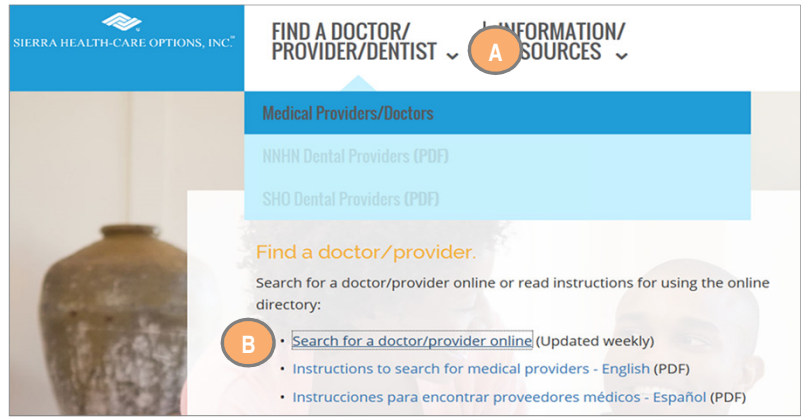 SIERRA HEALTH-CARE OPTIONS, INC.℠
FIND A DOCTOR/
PROVIDER/DENTIST
INFORMATION/
A
Medical Providers/Doctors
NNHN Dental Providers (PDF)
SHO Dental Providers (PDF)
Find a doctor/provider.
Search for a doctor/provider online or read instructions for using the online
directory:
B
• Search for a doctor/provider online (Updated weekly)
• Instructions to search for medical providers - English (PDF)
• Instrucciones para encontrar proveedores médicos - Español (PDF)